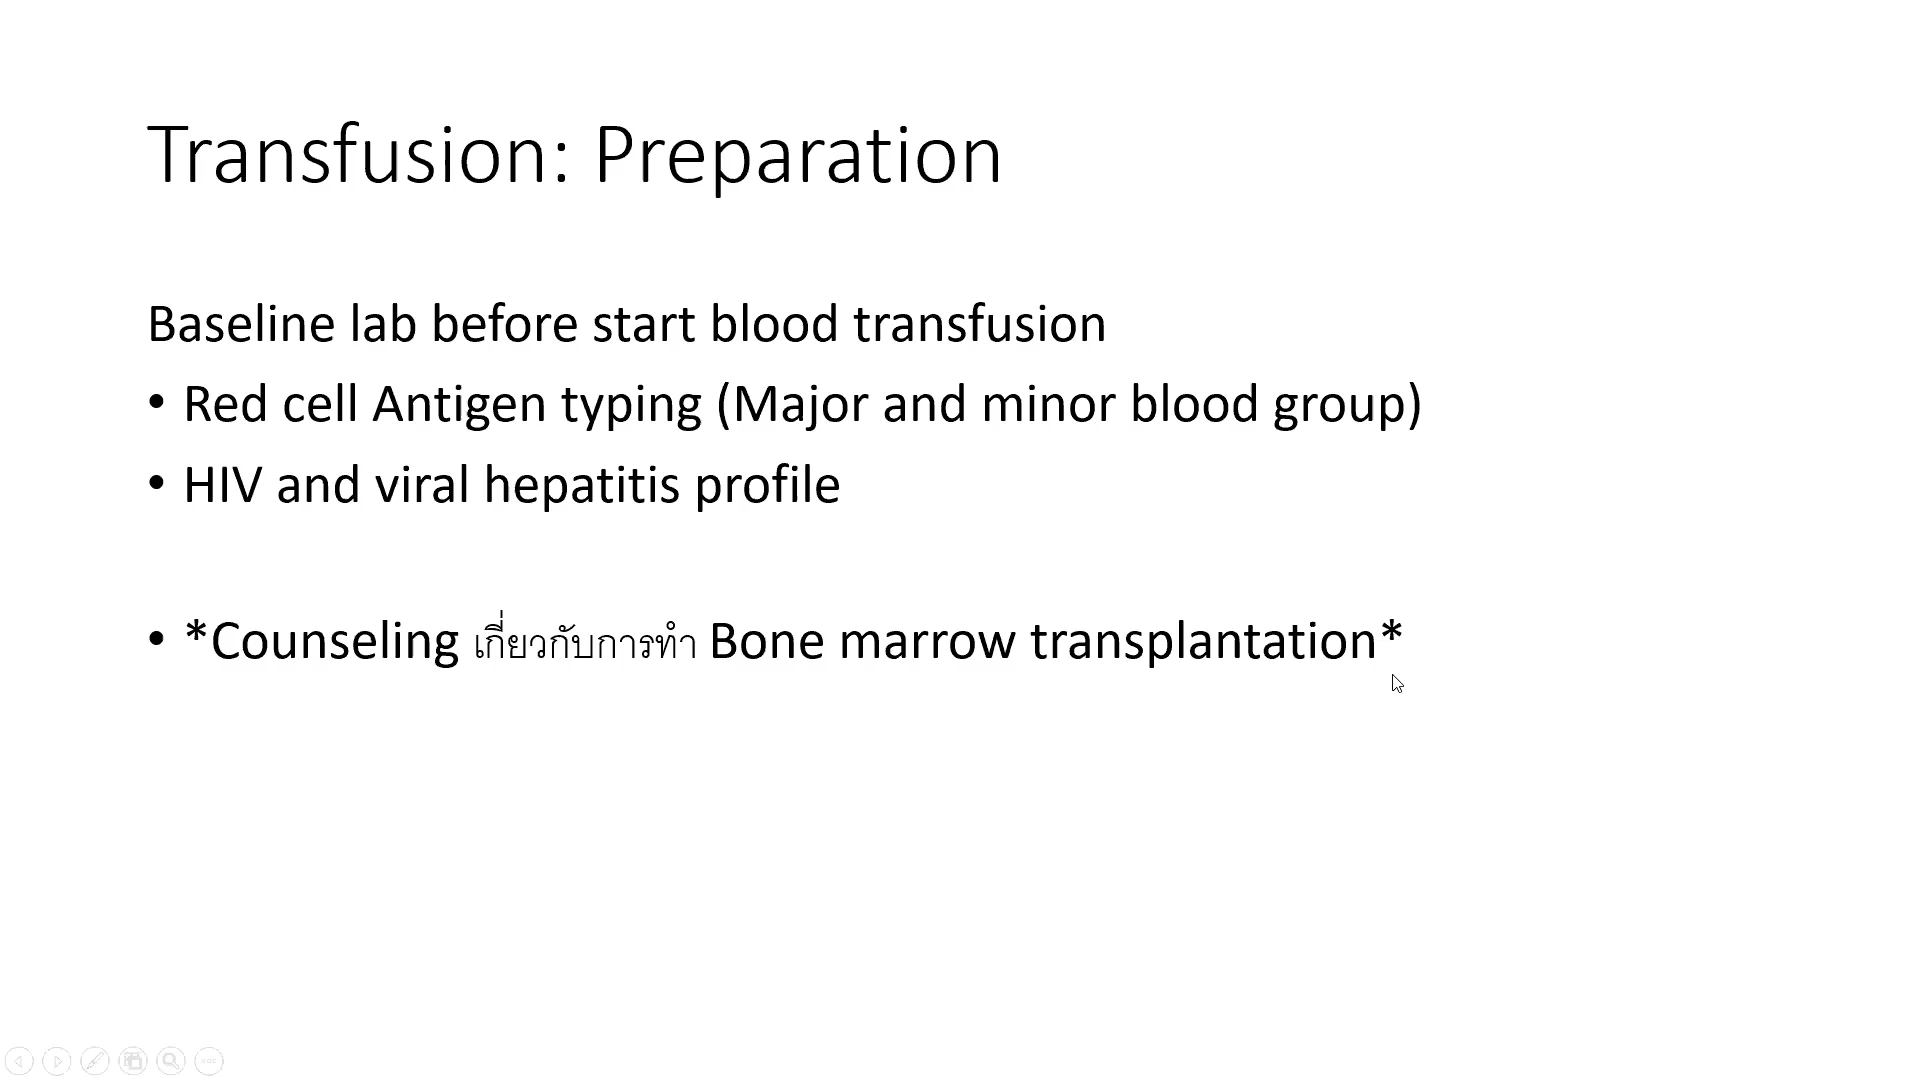 Transfusion: Preparation
Baseline lab before start blood transfusion
• Red cell Antigen typing (Major and minor blood group)
• HIV and viral hepatitis profile
• *Counseling เกี่ยวกับการทำ Bone marrow transplantation*